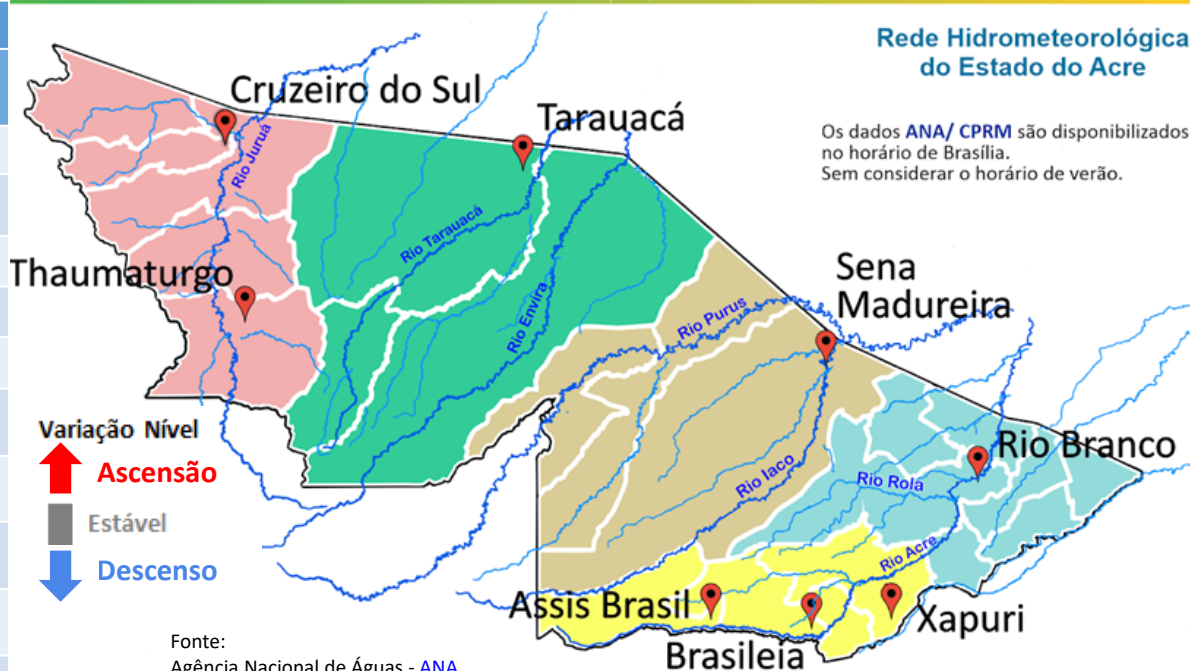 Rede Hidrometeorológica
do Estado do Acre
Os dados ANA/ CPRM são disponibilizados
no horário de Brasília.
Sem considerar o horário de verão.
Cruzeiro do Sul
Tarauacá
Rio Juruá
Rio Tarauacá
Thaumaturgo
Rio Envira
Sena
Madureira
Rio Purus
Variação Nível
Ascensão
Estável
Descenso
Rio Branco
Rio Iaco
Rio Rola
Rio Acre
Assis Brasil
Xapuri
Brasileia
Fonte:
Agência Nacional de Águas - ANA